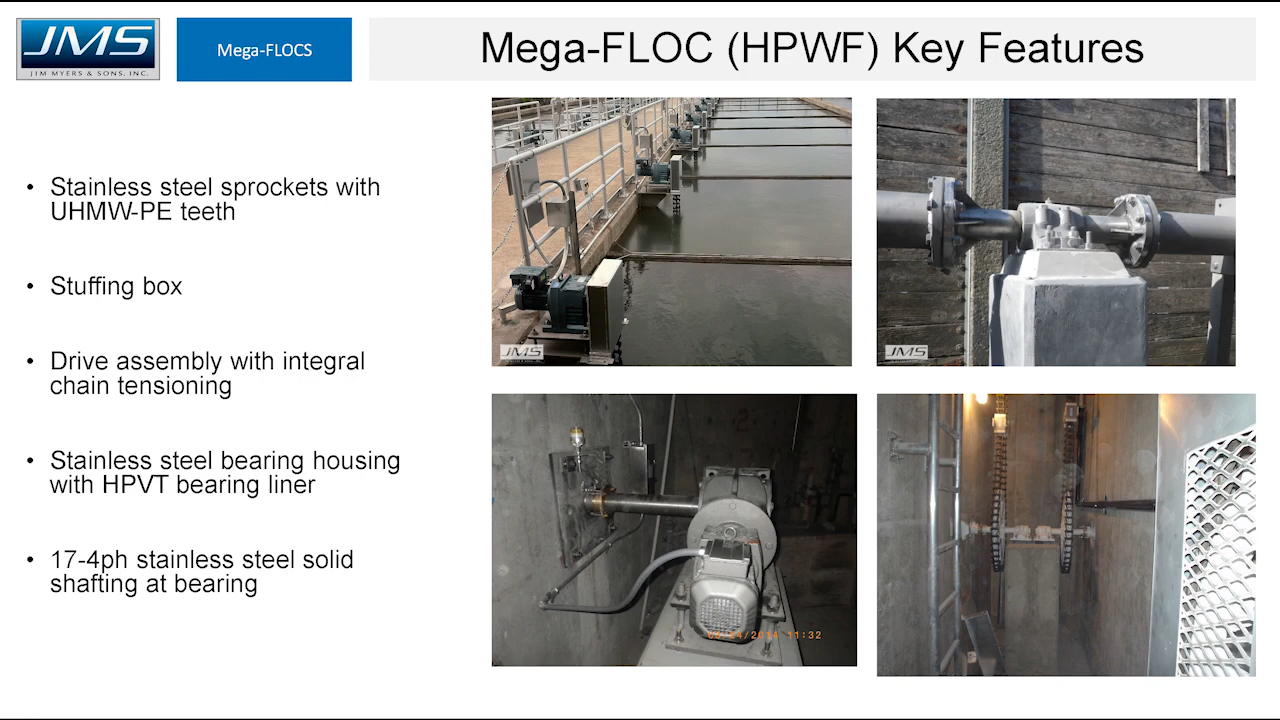 JMS
JIM MYERS & SONS, INC.
Mega-FLOCS
Mega-FLOC (HPWF) Key Features
• Stainless steel sprockets with
UHMW-PE teeth
• Stuffing box
• Drive assembly with integral
chain tensioning
• Stainless steel bearing housing
with HPVT bearing liner
• 17-4ph stainless steel solid
shafting at bearing
JMS
JMS
11:32